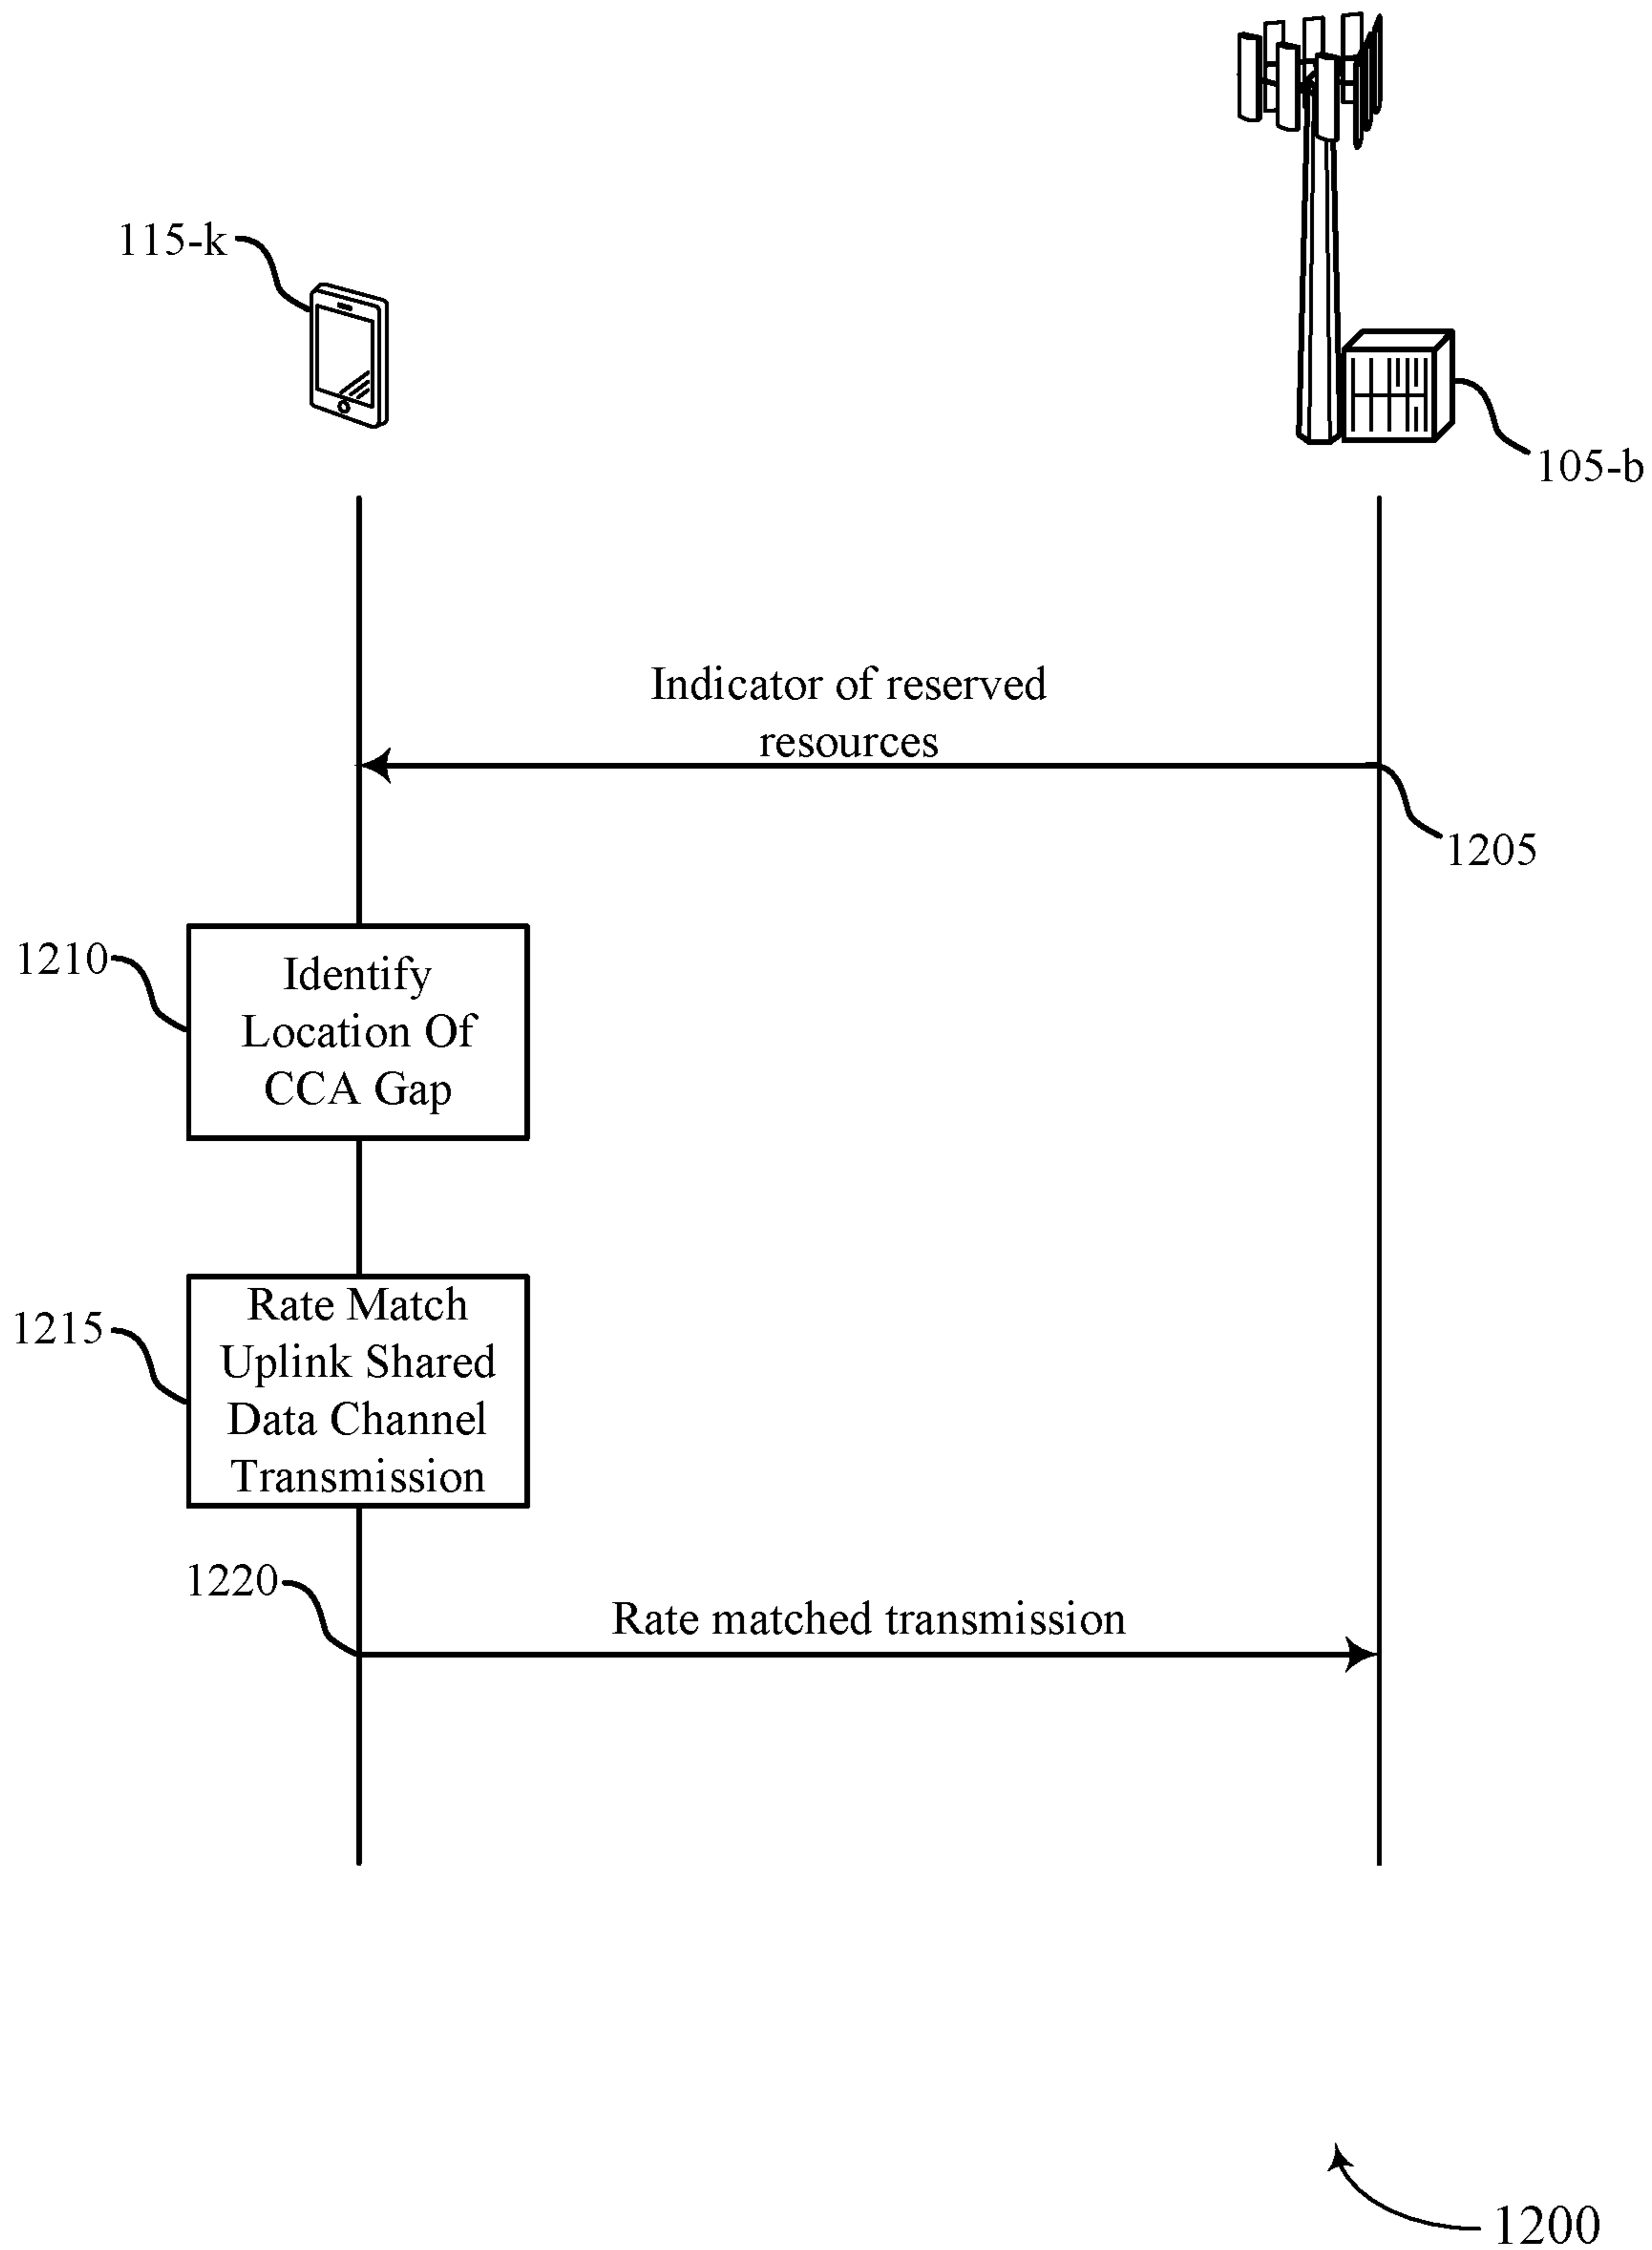 115-k
105-b
Indicator of reserved
resources
1205
1210
Identify
Location Of
CCA Gap
1215
Rate Match
Uplink Shared
Data Channel
Transmission
1220
Rate matched transmission
1200